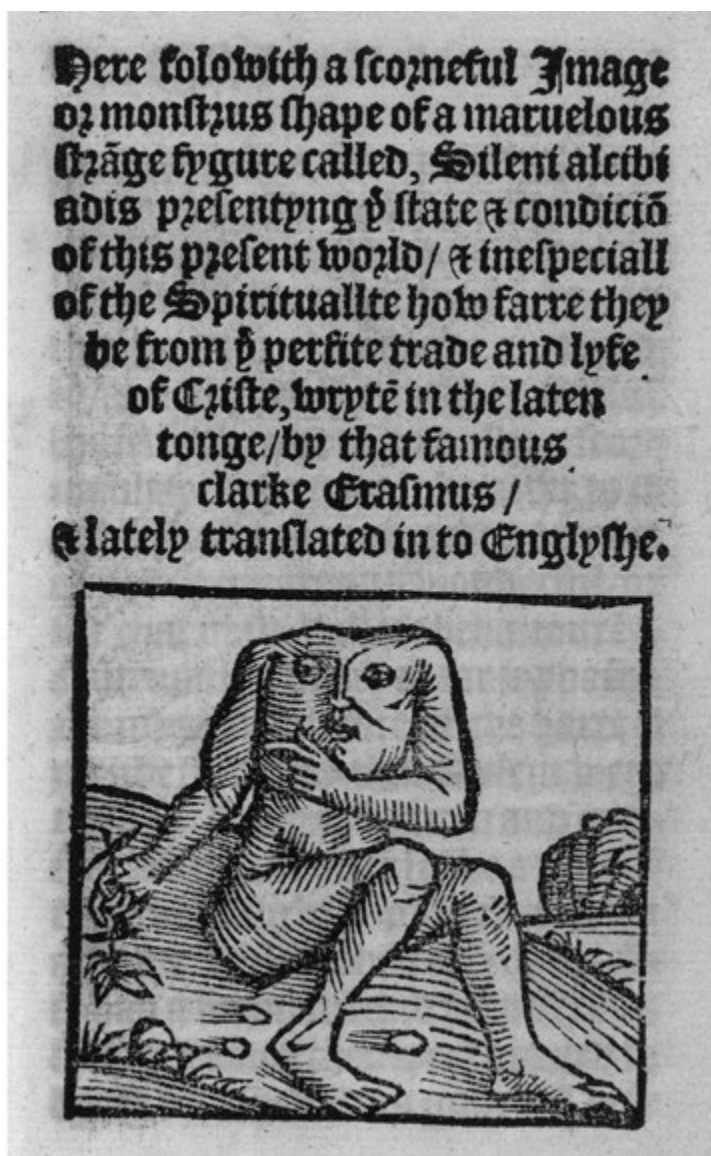 Here folowith a scorneful Image
or monstrus shape of a maruelous
strãge fygure called, Sileni alcibi
adis presentyng yͤ state & condiciõ
of this present world/ & inespeciall
of the Spirituallte how farre they
be from yͤ perfite trade and lyfe
of Criste, wrytẽ in the laten
tonge/by that famous
clarke Erasmus /
& lately translated in to Englyshe.